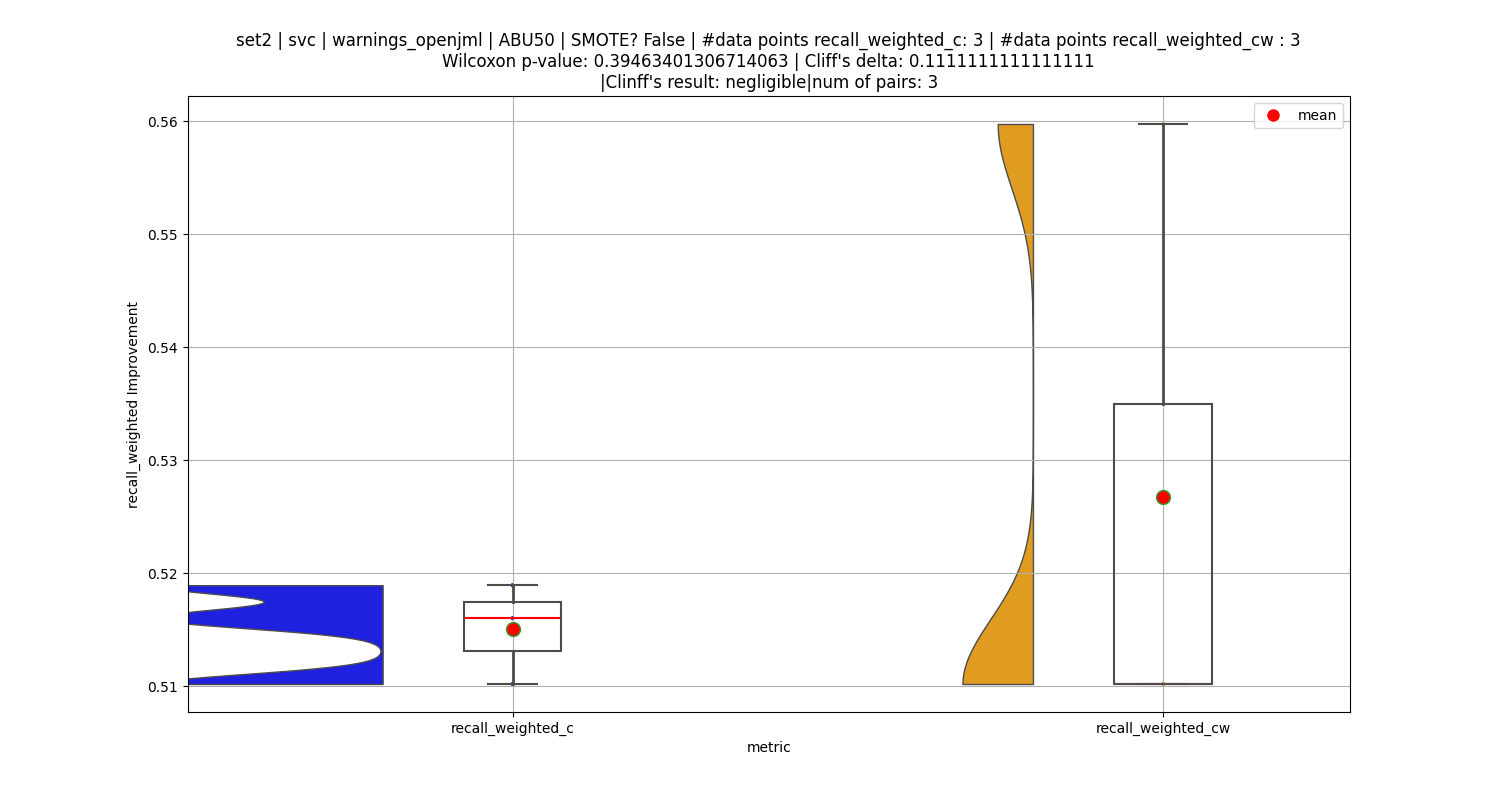 set2 | svc | warnings_openjml | ABU50 | SMOTE? False | #data points recall_weighted_c: 3 | #data points recall_weighted_cw : 3
Wilcoxon p-value: 0.39463401306714063 | Cliff's delta: 0.1111111111111111
|Clinff's result: negligible|num of pairs: 3
mean
0.56
0.55
0.54
0.53
0.52
0.51
recall_weighted Improvement
recall_weighted_c
recall_weighted_cw
metric